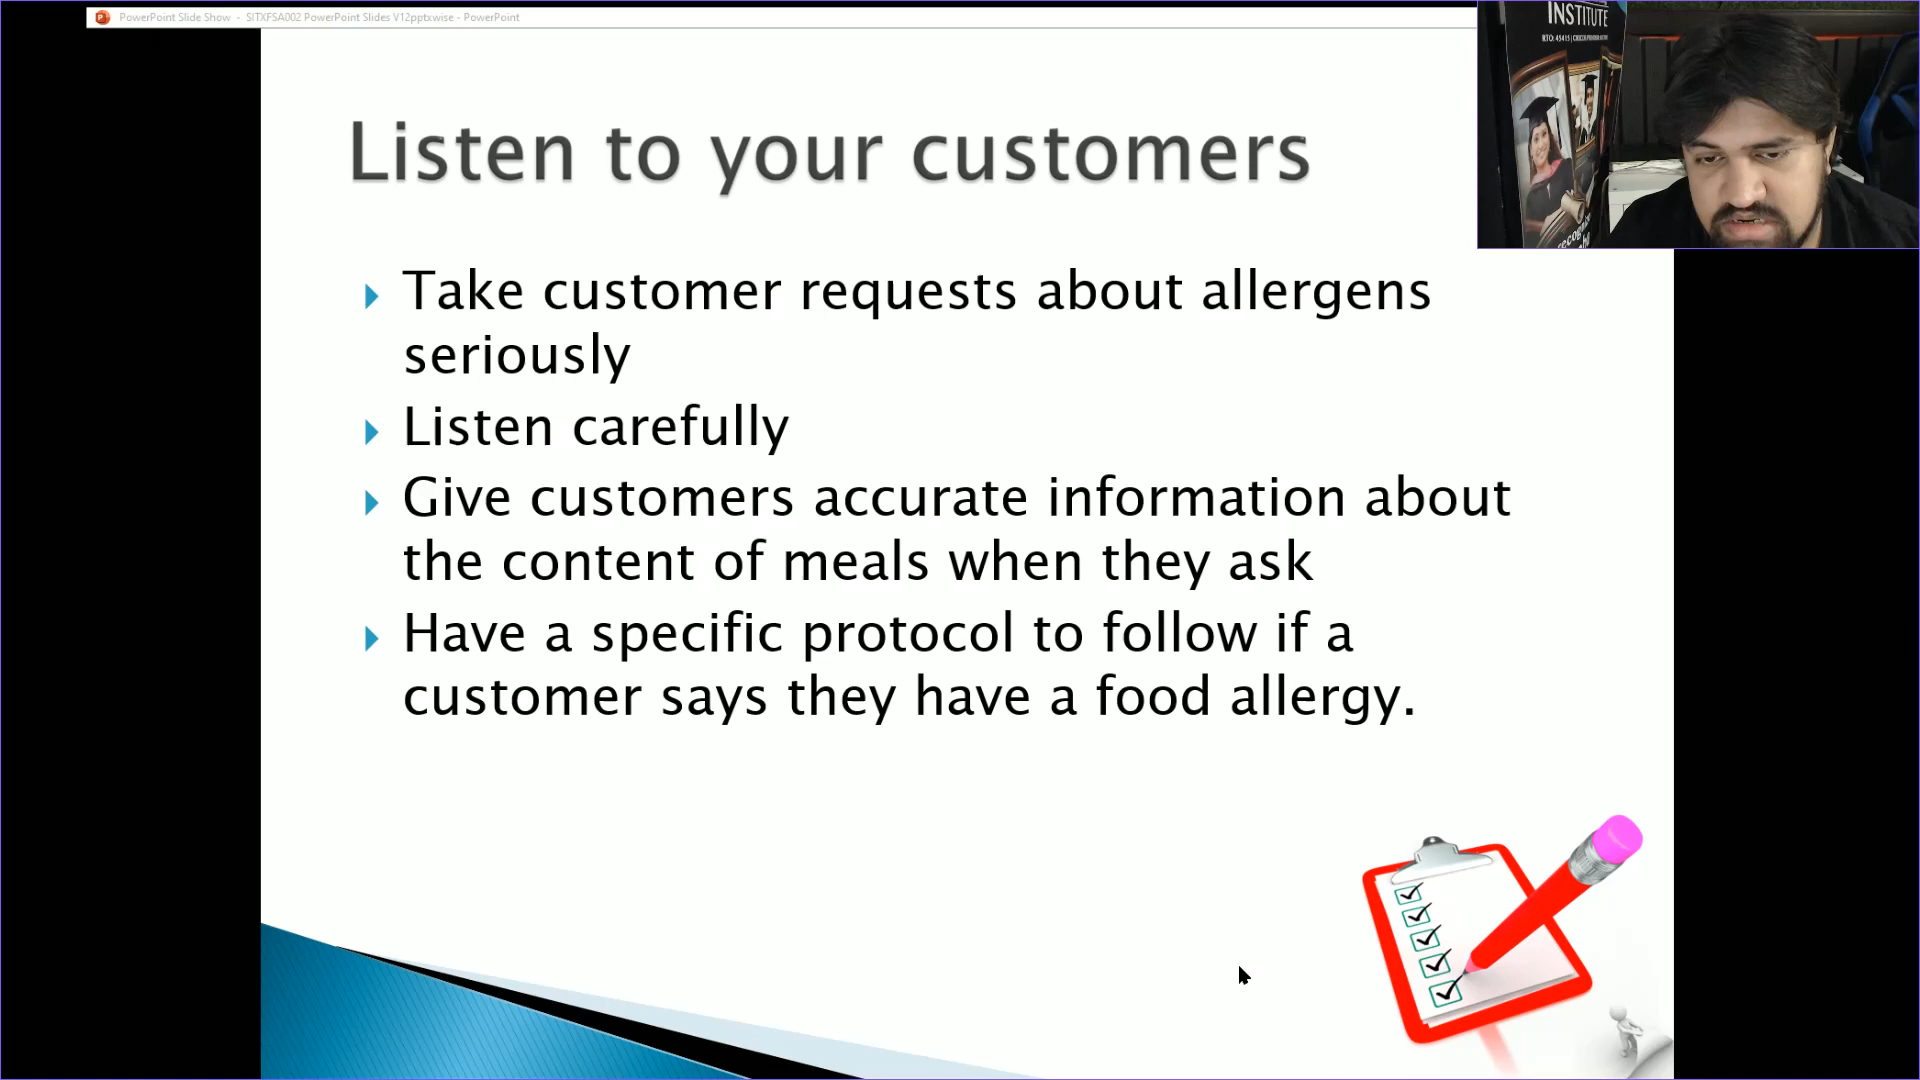 PowerPoint Slide Show - SITXFSA002 PowerPoint Slides V12pptxwise - PowerPoint
INSTITUTE
Listen to your customers
Take customer requests about allergens
seriously
Listen carefully
Give customers accurate information about
the content of meals when they ask
Have a specific protocol to follow if a
customer says they have a food allergy.